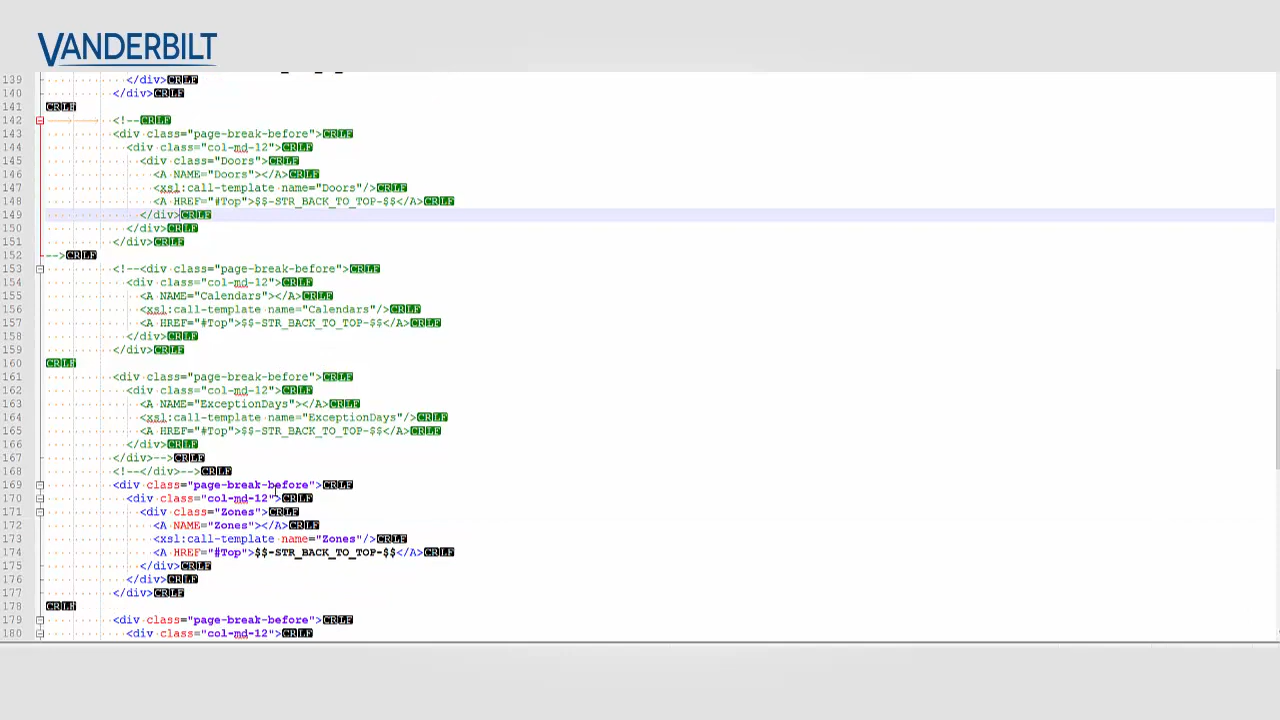 VANDERBILT
139 </div>CRLF
140 </div>CRLF
141 CRLF
142 <!--CRLF
143 <div class="page-break-before">CRLF
144 <div class="col-md-12">CRLF
145 <div class="Doors">CRLF
146 <A NAME="Doors"></A>CRLF
147 <xsl:call-template name="Doors"/>CRLF
148 <A HREF="#Top">$$-STR_BACK_TO_TOP-$$</A>CRLF
149 </div>CRLF
150 </div>CRLF
151 </div>CRLF
152 -->CRLF
153 <!--<div class="page-break-before">CRLF
154 <div class="col-md-12">CRLF
155 <A NAME="Calendars"></A>CRLF
156 <xsl:call-template name="Calendars"/>CRLF
157 <A HREF="#Top">$$-STR_BACK_TO_TOP-$$</A>CRLF
158 </div>CRLF
159 </div>CRLF
160 CRLF
161 <div class="page-break-before">CRLF
162 <div class="col-md-12">CRLF
163 <A NAME="ExceptionDays"></A>CRLF
164 <xsl:call-template name="ExceptionDays"/>CRLF
165 <A HREF="#Top">$$-STR_BACK_TO_TOP-$$</A>CRLF
166 </div>CRLF
167 </div>-->CRLF
168 <!--</div>-->CRLF
169 <div class="page-break-before">CRLF
170 <div class="col-md-12">CRLF
171 <div class="Zones">CRLF
172 <A NAME="Zones"></A>CRLF
173 <xsl:call-template name="Zones"/>CRLF
174 <A HREF="#Top">$$-STR_BACK_TO_TOP-$$</A>CRLF
175 </div>CRLF
176 </div>CRLF
177 </div>CRLF
178 CRLF
179 <div class="page-break-before">CRLF
180 <div class="col-md-12">CRLF